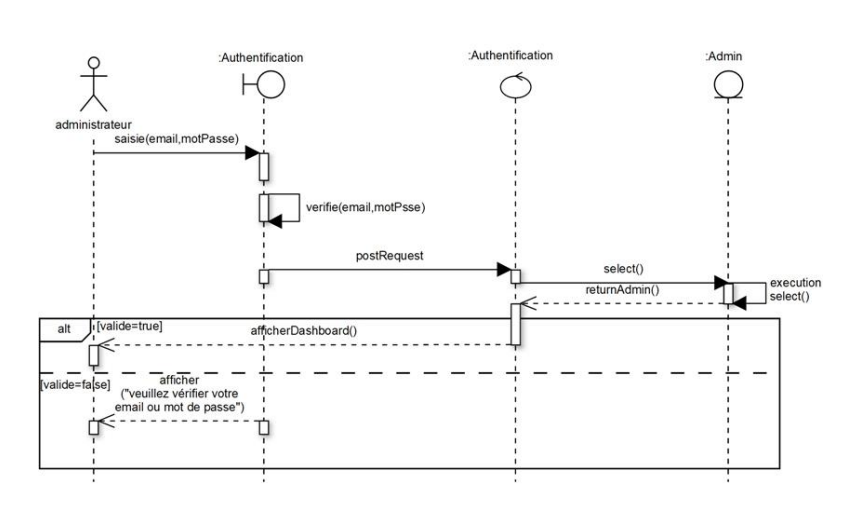 :Authentification
:Authentification
:Admin
administrateur
saisie(email,motPasse)
verifie(email,motPsse)
postRequest
select()
execution
select()
returnAdmin()
alt
[valide=true]
afficherDashboard()
[valide=false]
afficher
("veuillez vérifier votre
email ou mot de passe")